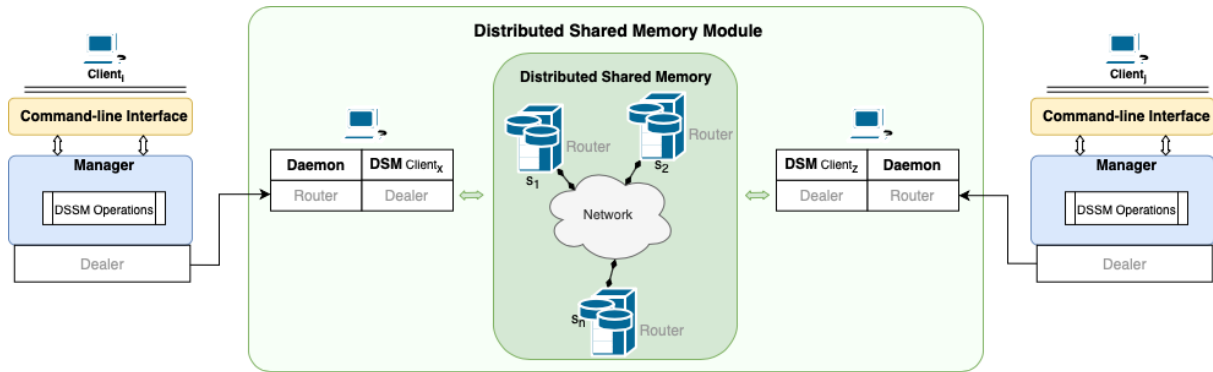 Distributed Shared Memory Module
Client_i
Command-line Interface
Manager
DSSM Operations
Dealer
Daemon
DSM Client_x
Router
Dealer
Distributed Shared Memory
Router
s_1
Router
s_2
Network
s_n
Router
DSM Client_z
Daemon
Dealer
Router
Client_j
Command-line Interface
Manager
DSSM Operations
Dealer